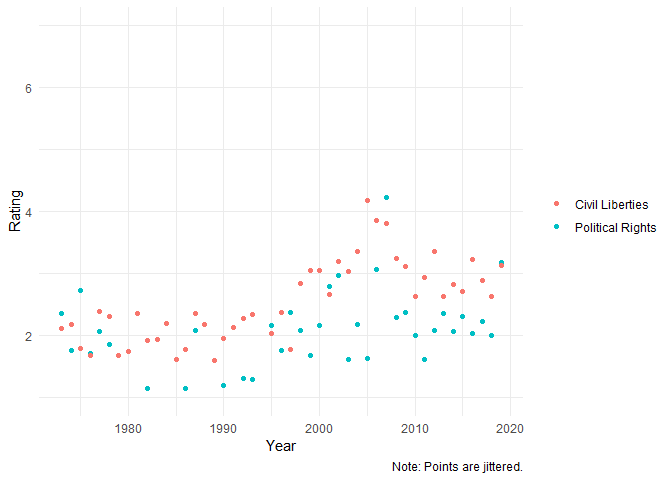 6
4
2
Rating
1980 1990 2000 2010 2020
Year
Civil Liberties
Political Rights
Note: Points are jittered.